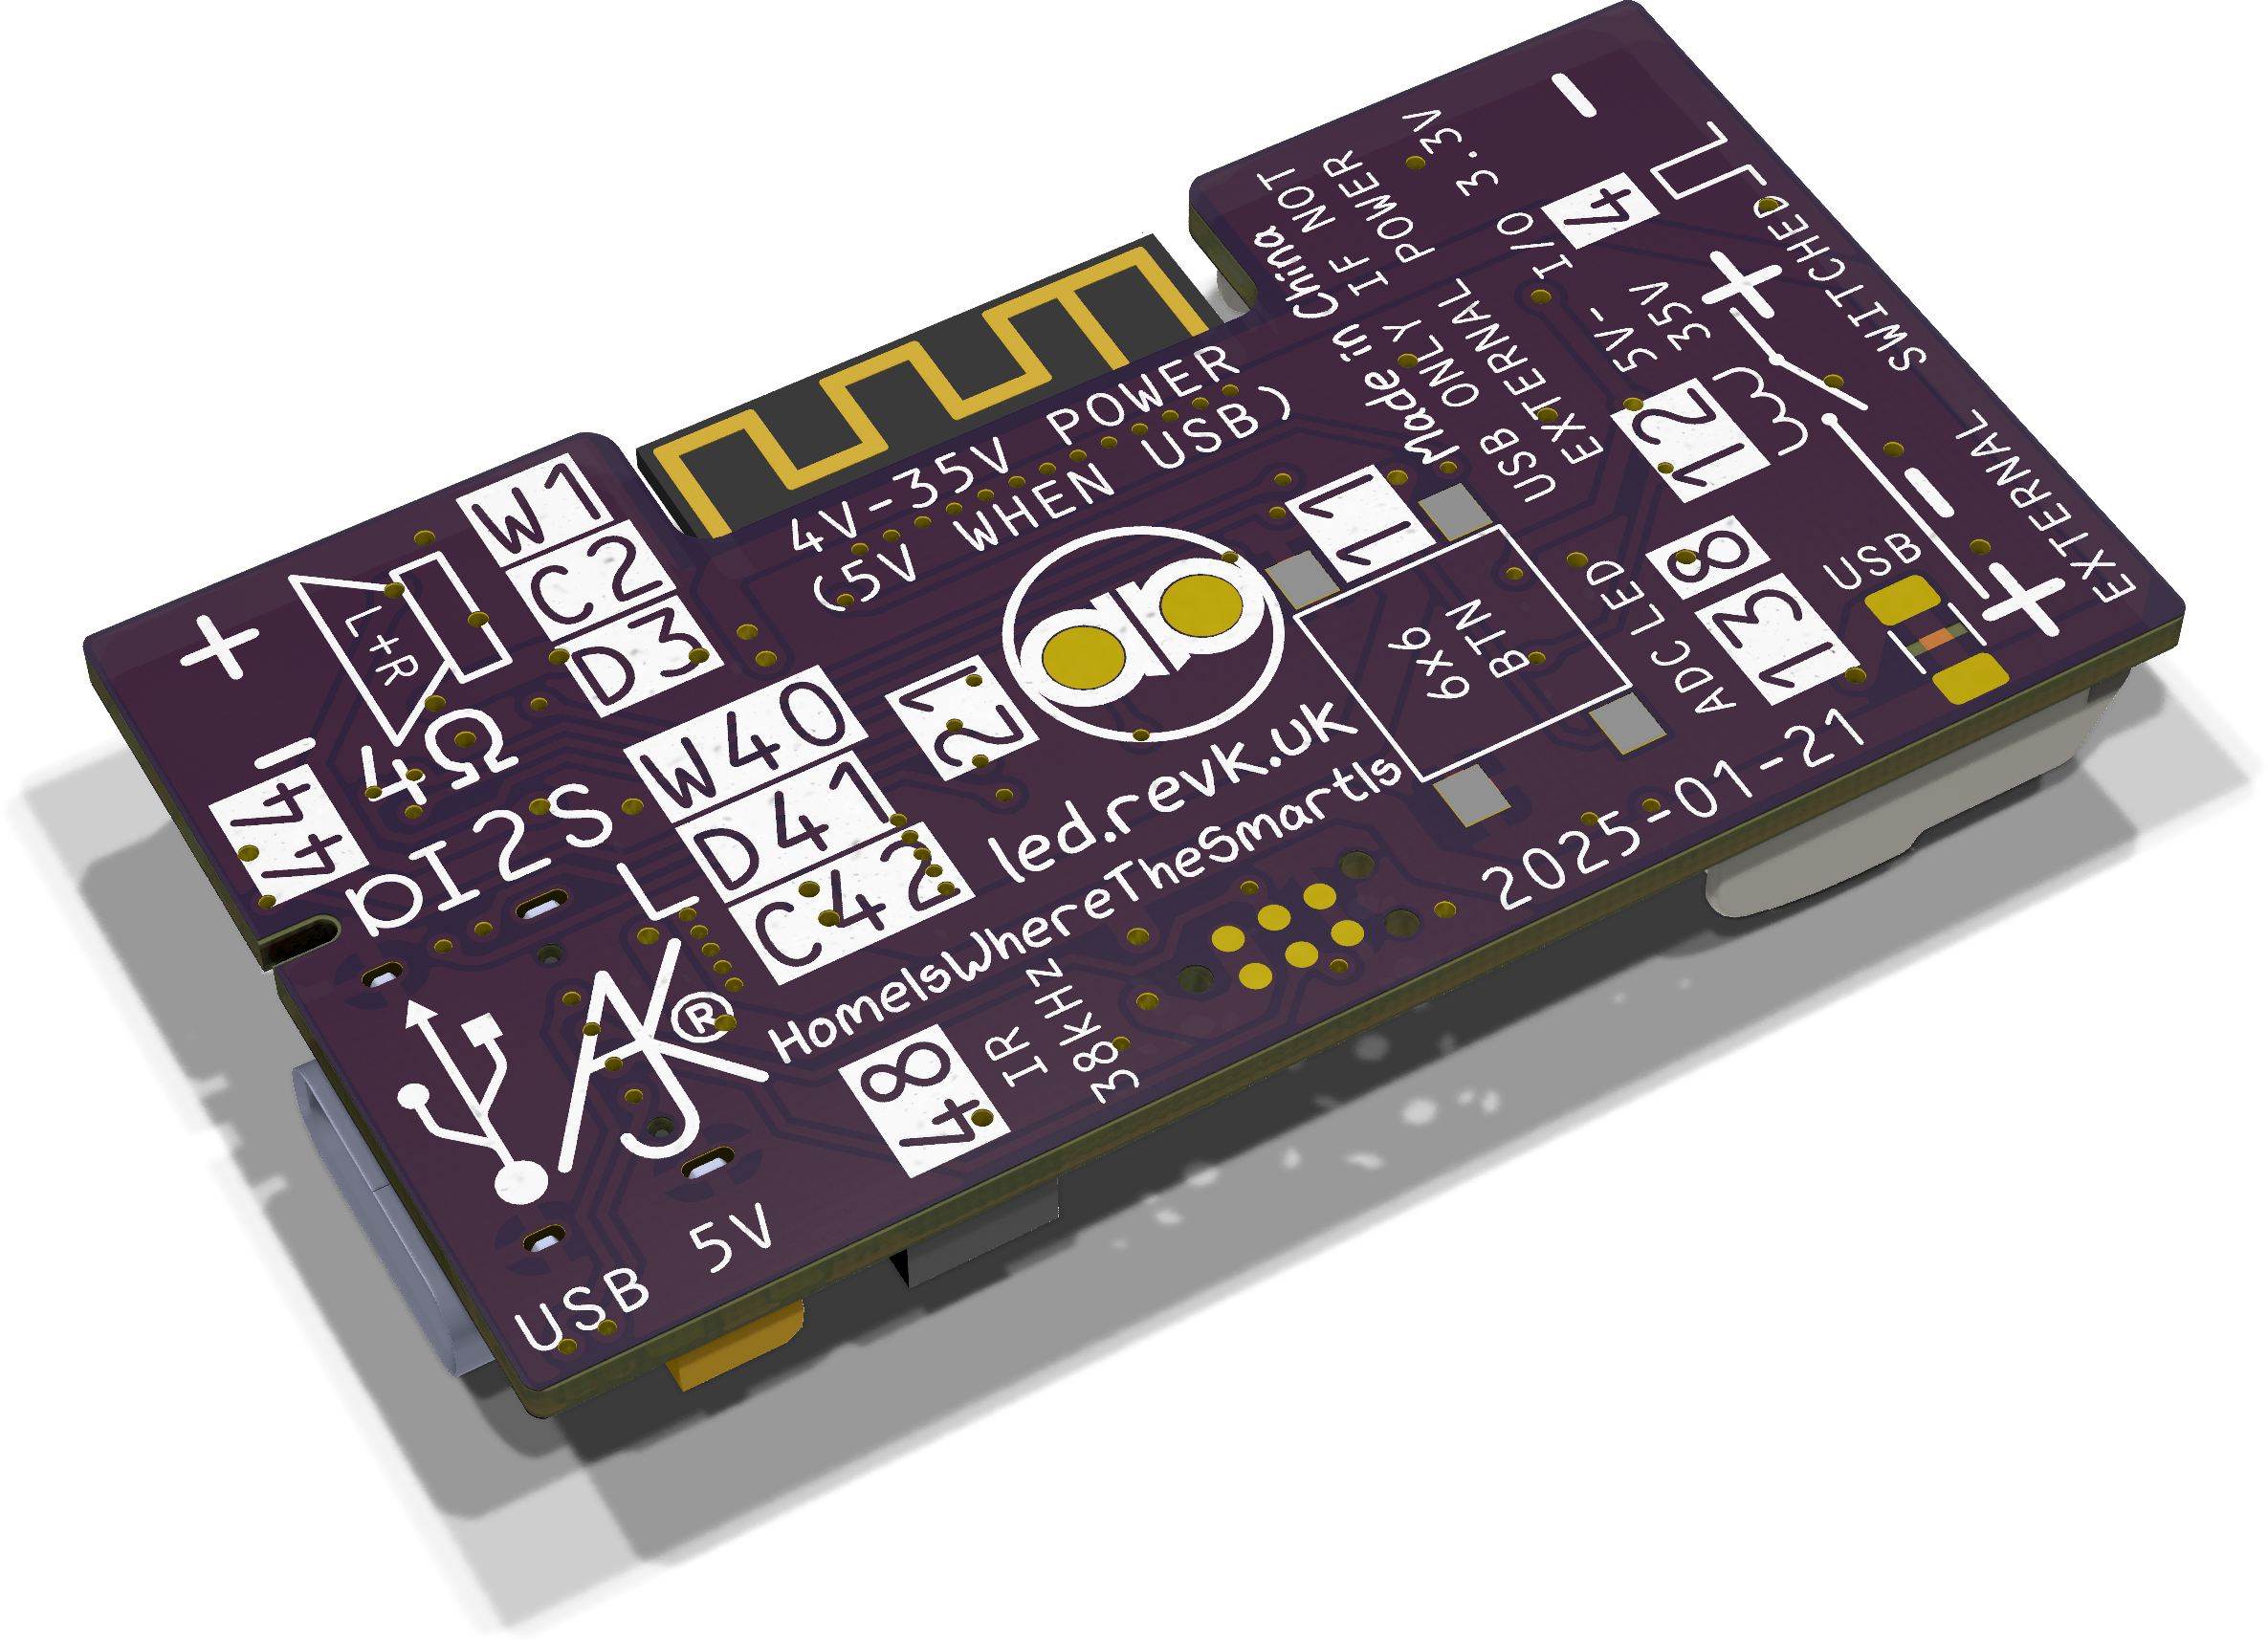 W1
C2
D3
+
L+R
4Ω
-
44
pI2S
L
W40
D41
C42
21
4V-35V POWER
(5V WHEN USB)
Made in China
USB ONLY IF NOT
EXTERNAL POWER
3.3V
-
I/O
4
SWITCHED
+
5V-
35V
12
11
6x6
BTN
ADC
LED
8
13
USB
-
+
EXTERNAL
led.revk.uk
HomeIsWhereTheSmartIs
2025-01-21
AJK®
48
IR
38kHz
USB 5V